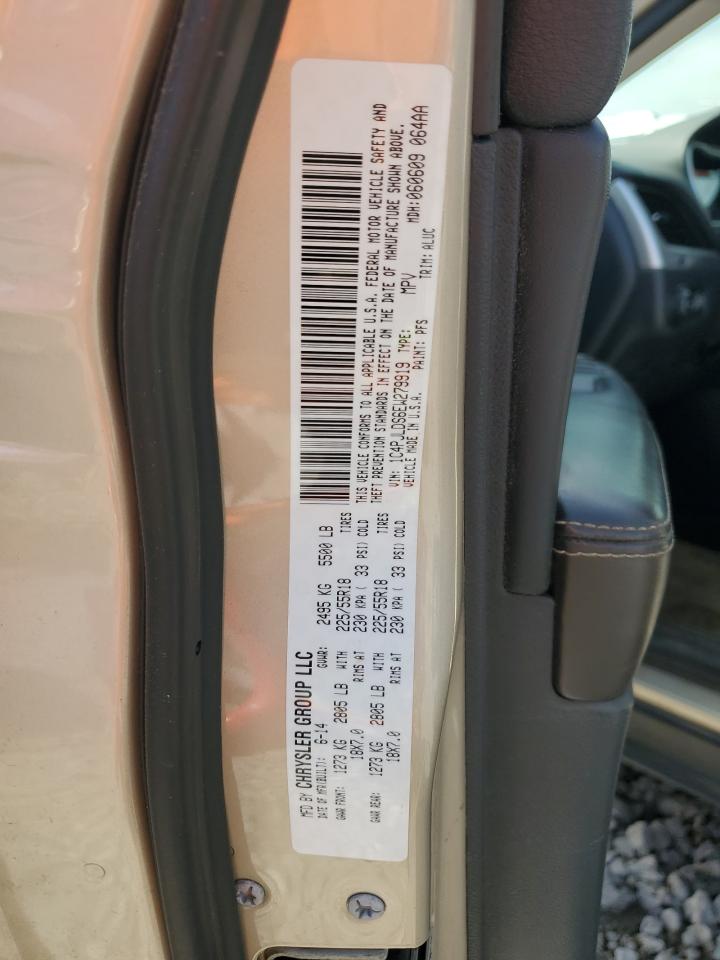 MFD BY CHRYSLER GROUP LLC
DATE OF MFR(BUILT): 6-14 GVWR: 2495 KG 5500 LB
GAWR FRONT: 1273 KG 2805 LB WITH 225/55R18 TIRES
18X7.0 RIMS AT 230 KPA ( 33 PSI) COLD
GAWR REAR: 1273 KG 2805 LB WITH 225/55R18 TIRES
18X7.0 RIMS AT 230 KPA ( 33 PSI) COLD
THIS VEHICLE CONFORMS TO ALL APPLICABLE U.S.A. FEDERAL MOTOR VEHICLE SAFETY AND
THEFT PREVENTION STANDARDS IN EFFECT ON THE DATE OF MANUFACTURE SHOWN ABOVE.
VIN: 1C4PJLDS6EW279919 TYPE: MPV MDH:060609 064AA
VEHICLE MADE IN U.S.A. PAINT: PFS TRIM: ALUC